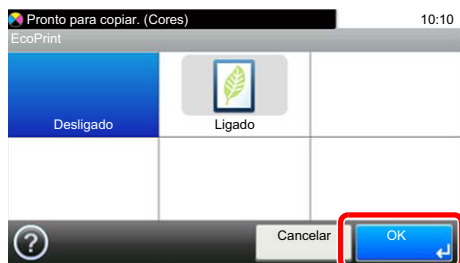 Pronto para copiar. (Cores) 10:10
EcoPrint
Desligado Ligado
? Cancelar OK